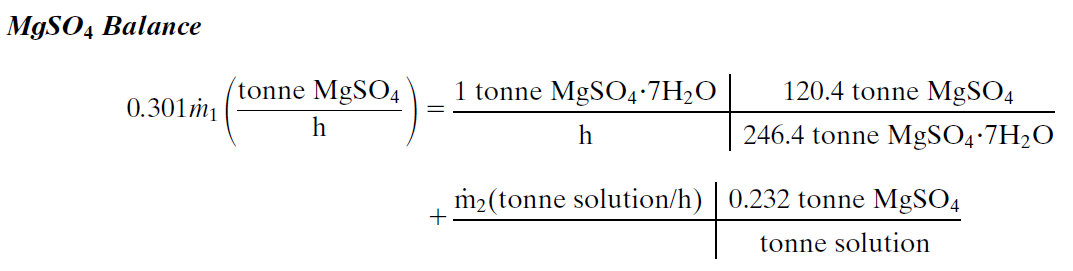 MgSO₄ Balance
0.301ṁ₁ (tonne MgSO₄ / h) = 1 tonne MgSO₄·7H₂O / h | 120.4 tonne MgSO₄ / 246.4 tonne MgSO₄·7H₂O
+ ṁ₂(tonne solution/h) | 0.232 tonne MgSO₄ / tonne solution